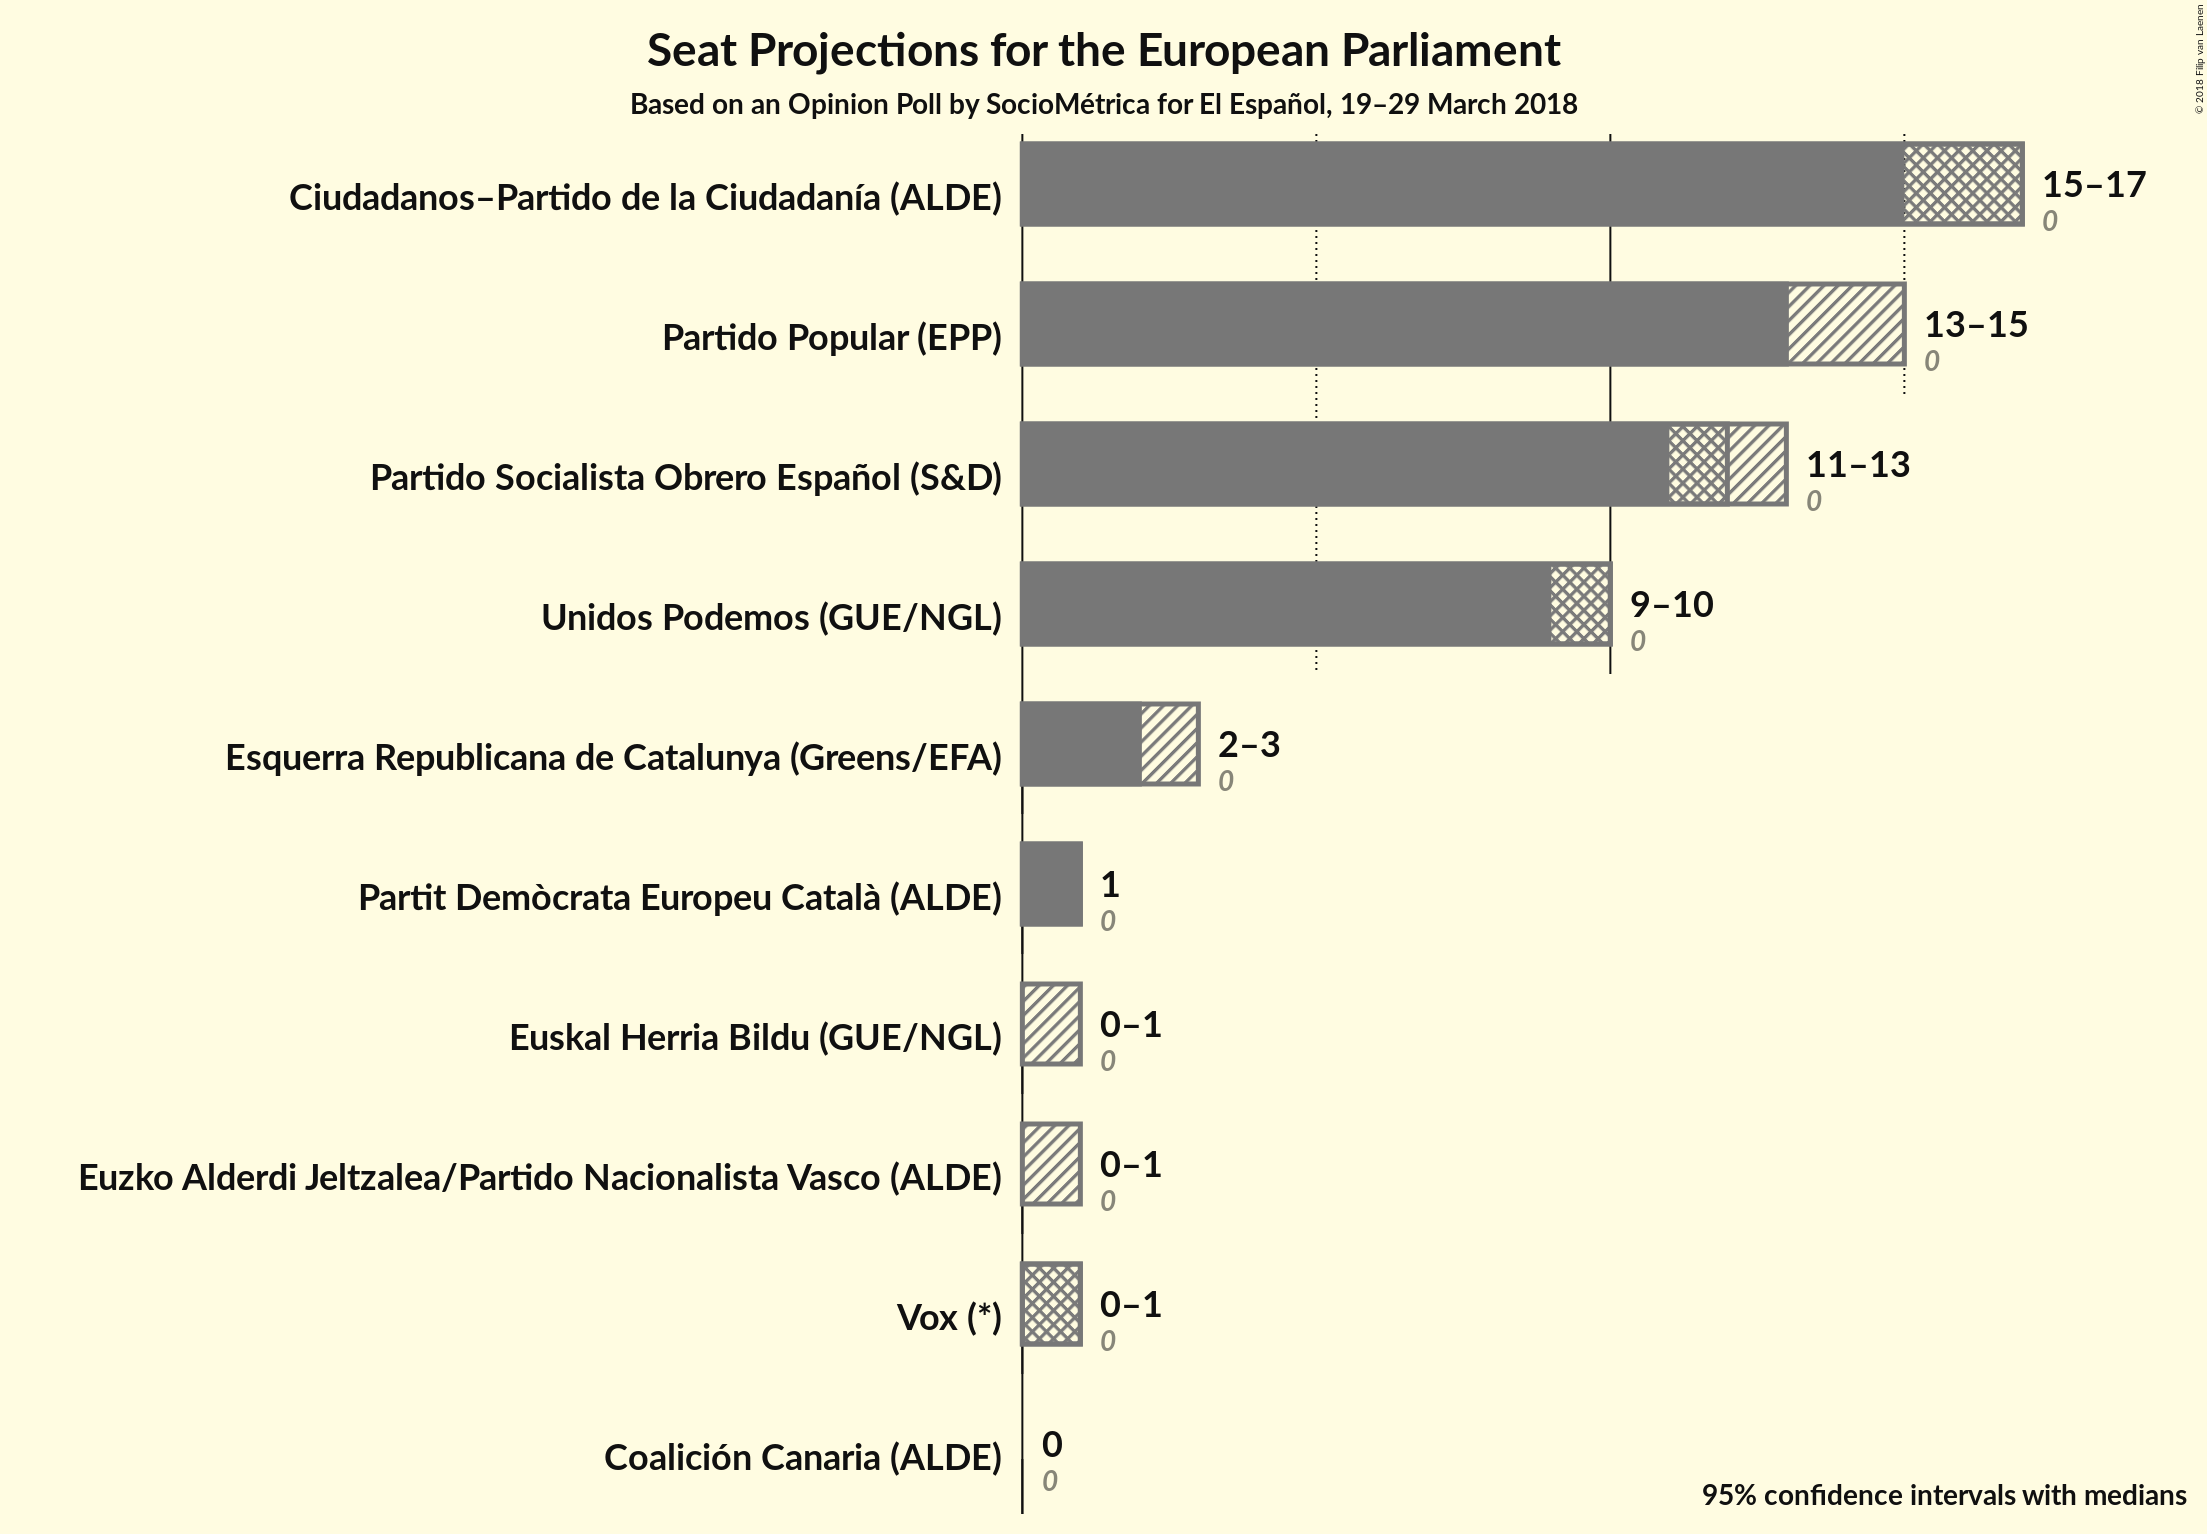 Seat Projections for the European Parliament
Based on an Opinion Poll by SocioMétrica for El Español, 19–29 March 2018
© 2018 Filip van Laenen
Ciudadanos–Partido de la Ciudadanía (ALDE)
15–17
0
Partido Popular (EPP)
13–15
0
Partido Socialista Obrero Español (S&D)
11–13
0
Unidos Podemos (GUE/NGL)
9–10
0
Esquerra Republicana de Catalunya (Greens/EFA)
2–3
0
Partit Demòcrata Europeu Català (ALDE)
1
0
Euskal Herria Bildu (GUE/NGL)
0–1
0
Euzko Alderdi Jeltzalea/Partido Nacionalista Vasco (ALDE)
0–1
0
Vox (*)
0–1
0
Coalición Canaria (ALDE)
0
0
95% confidence intervals with medians